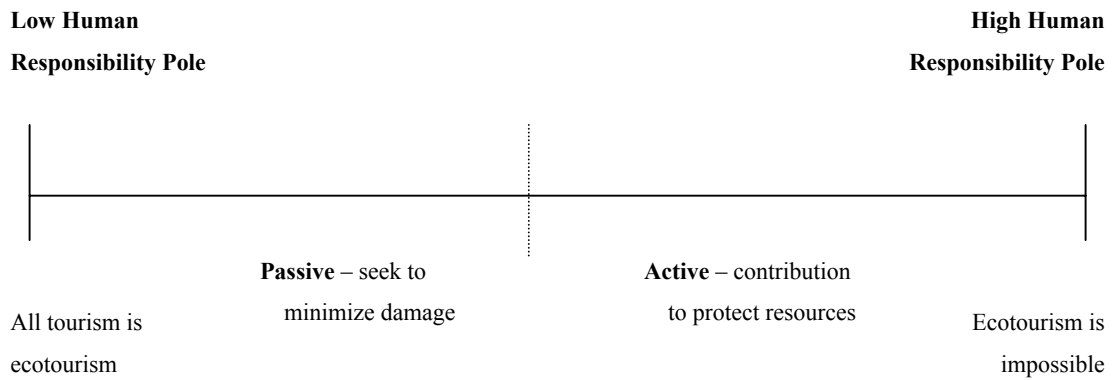 Low Human
Responsibility Pole
High Human
Responsibility Pole
Passive – seek to
minimize damage
Active – contribution
to protect resources
All tourism is
ecotourism
Ecotourism is
impossible